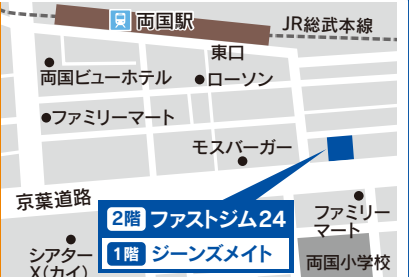 両国駅
JR総武本線
東口
両国ビューホテル
ローソン
ファミリーマート
モスバーガー
京葉道路
2階 ファストジム24
1階 ジーンズメイト
ファミリー
マート
シアター
X(カイ)
両国小学校